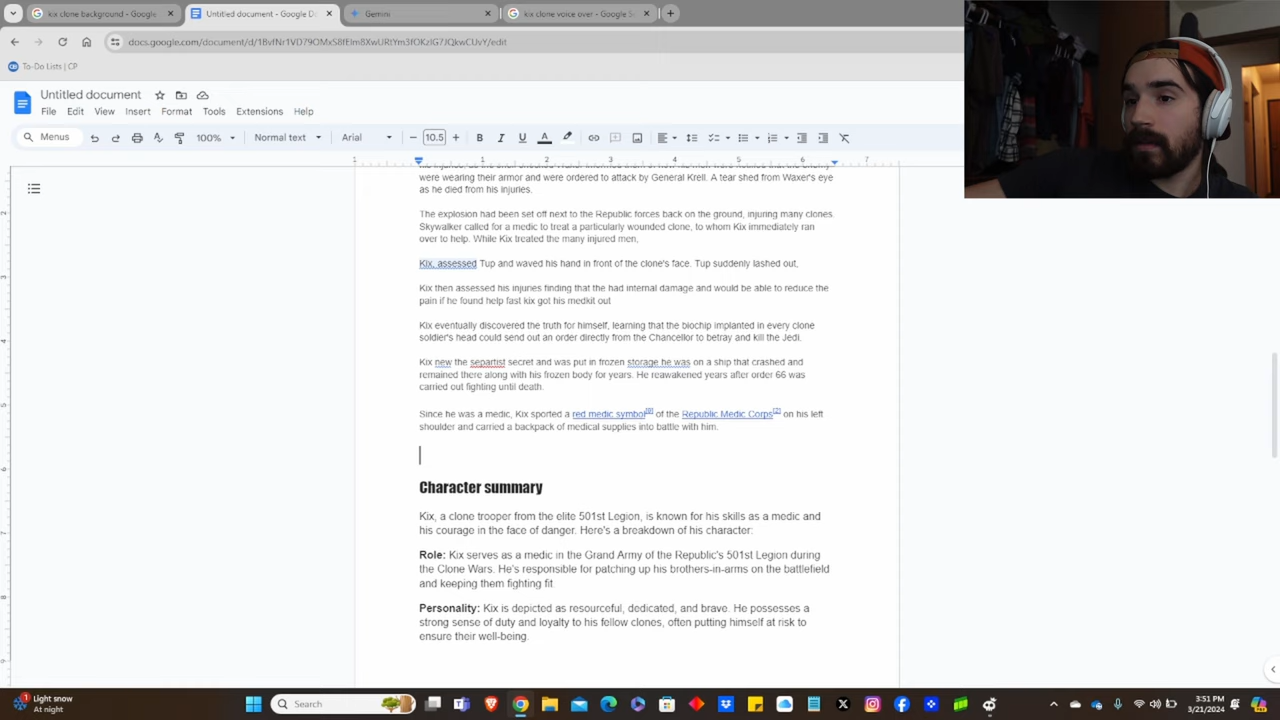 kix clone background - Google
Untitled document - Google Do
Gemini
kix clone voice over - Google Se
docs.google.com/document/d/
/edit
To-Do Lists | CP
Untitled document
File Edit View Insert Format Tools Extensions Help
Menus 100% Normal text Arial 10.5
were wearing their armor and were ordered to attack by General Krell. A tear shed from Waxer's eye
as he died from his injuries.
The explosion had been set off next to the Republic forces back on the ground, injuring many clones.
Skywalker called for a medic to treat a particularly wounded clone, to whom Kix immediately ran
over to help. While Kix treated the many injured men,
Kix, assessed Tup and waved his hand in front of the clone's face. Tup suddenly lashed out,
Kix then assessed his injuries finding that the had internal damage and would be able to reduce the
pain if he found help fast kix got his medkit out
Kix eventually discovered the truth for himself, learning that the biochip implanted in every clone
soldier's head could send out an order directly from the Chancellor to betray and kill the Jedi.
Kix new the separtist secret and was put in frozen storage he was on a ship that crashed and
remained there along with his frozen body for years. He reawakened years after order 66 was
carried out fighting until death.
Since he was a medic, Kix sported a red medic symbol of the Republic Medic Corps[2] on his left
shoulder and carried a backpack of medical supplies into battle with him.
Character summary
Kix, a clone trooper from the elite 501st Legion, is known for his skills as a medic and
his courage in the face of danger. Here's a breakdown of his character:
Role: Kix serves as a medic in the Grand Army of the Republic's 501st Legion during
the Clone Wars. He's responsible for patching up his brothers-in-arms on the battlefield
and keeping them fighting fit
Personality: Kix is depicted as resourceful, dedicated, and brave. He possesses a
strong sense of duty and loyalty to his fellow clones, often putting himself at risk to
ensure their well-being.
Light snow
At night
Search
3:51 PM
3/21/2024